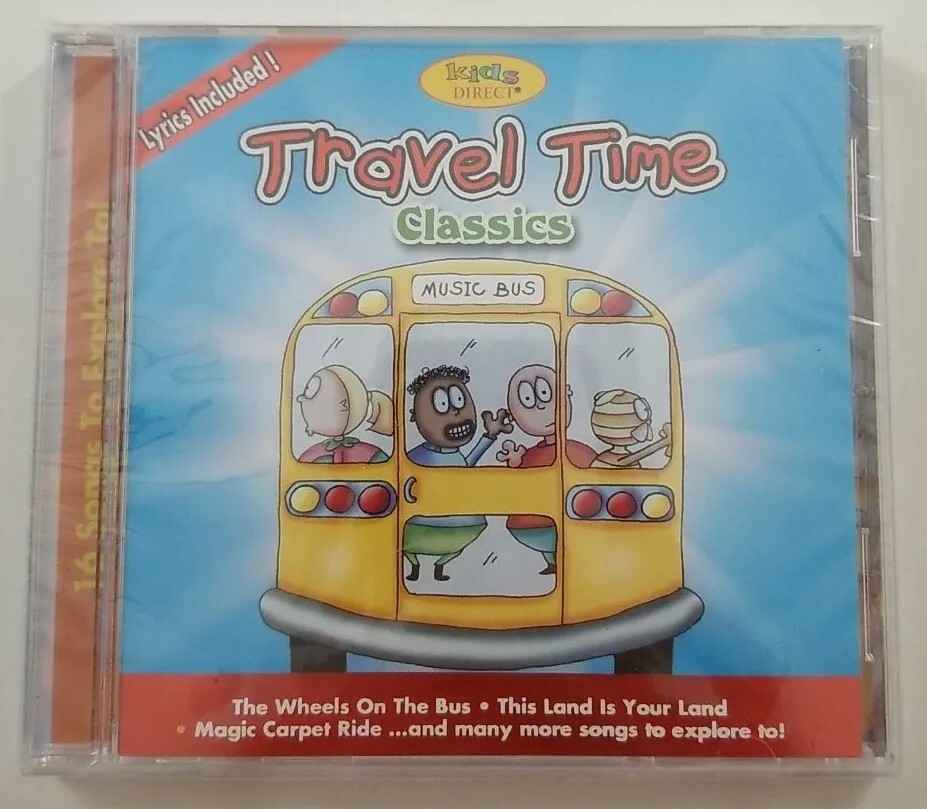 Lyrics Included !
kids
DIRECT®
Travel Time
Classics
MUSIC BUS
16 Songs To Explore To!
The Wheels On The Bus • This Land Is Your Land
• Magic Carpet Ride ...and many more songs to explore to!